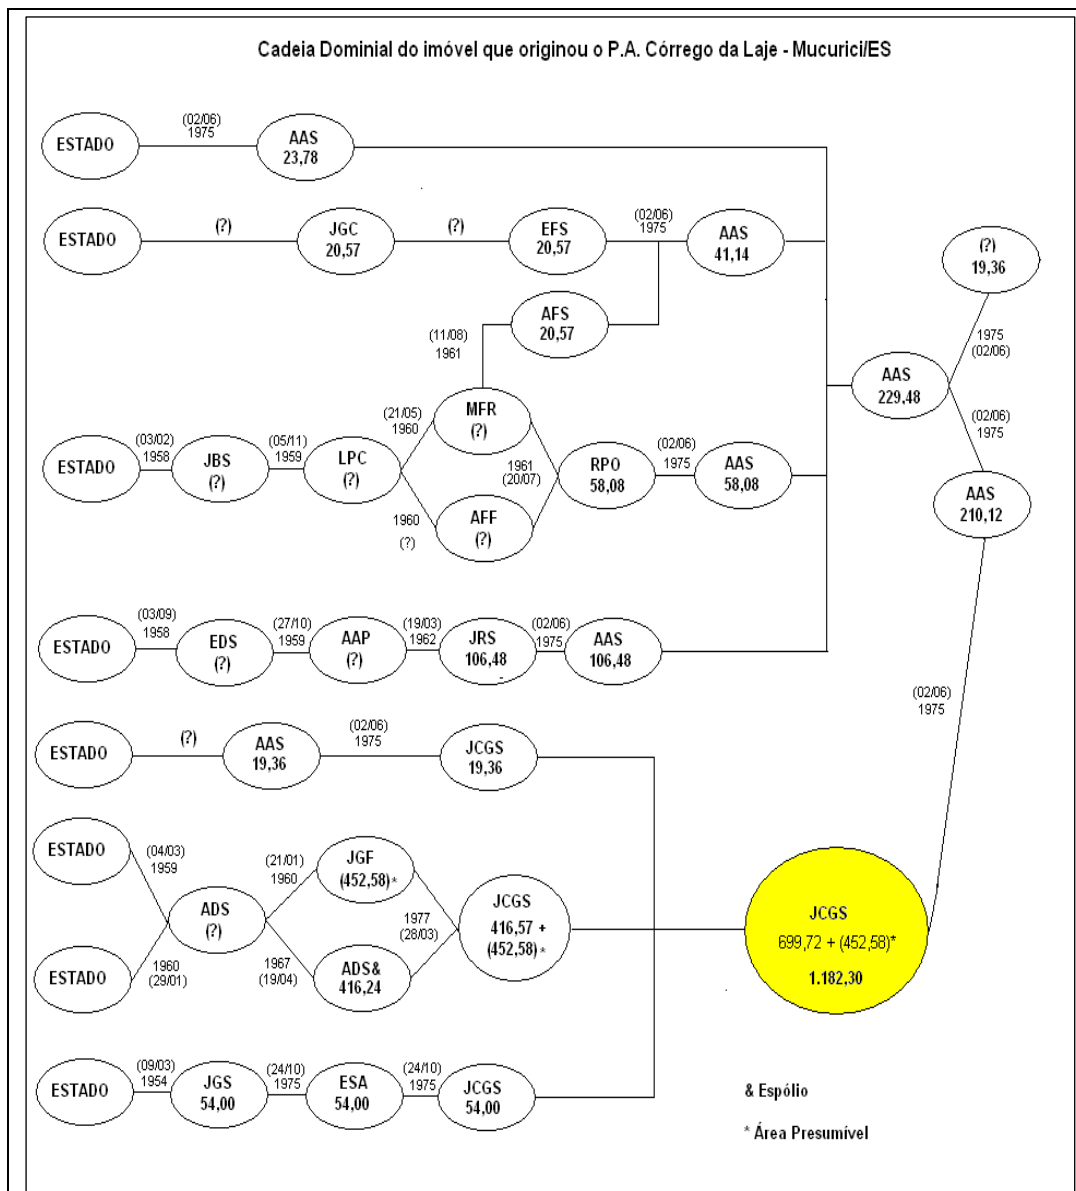 Cadeia Dominial do imóvel que originou o P.A. Córrego da Laje - Mucurici/ES
ESTADO
(02/06)
1975
AAS
23,78
ESTADO
(?)
JGC
20,57
(?)
EFS
20,57
(02/06)
1975
AAS
41,14
(?)
19,36
AFS
20,57
(11/08)
1961
1975
(02/06)
AAS
229,48
(02/06)
1975
AAS
210,12
ESTADO
(03/02)
1958
JBS
(?)
(05/11)
1959
LPC
(?)
(21/05)
1960
MFR
(?)
1960
(?)
AFF
(?)
1961
(20/07)
RPO
58,08
(02/06)
1975
AAS
58,08
ESTADO
(03/09)
1958
EDS
(?)
(27/10)
1959
AAP
(?)
(19/03)
1962
JRS
106,48
(02/06)
1975
AAS
106,48
(02/06)
1975
ESTADO
(?)
AAS
19,36
(02/06)
1975
JCGS
19,36
ESTADO
(04/03)
1959
ESTADO
1960
(29/01)
ADS
(?)
(21/01)
1960
JGF
(452,58)*
1967
(19/04)
ADS&
416,24
1977
(28/03)
JCGS
416,57 +
(452,58)*
JCGS
699,72 + (452,58)*
1.182,30
ESTADO
(09/03)
1954
JGS
54,00
(24/10)
1975
ESA
54,00
(24/10)
1975
JCGS
54,00
& Espólio
* Área Presumível